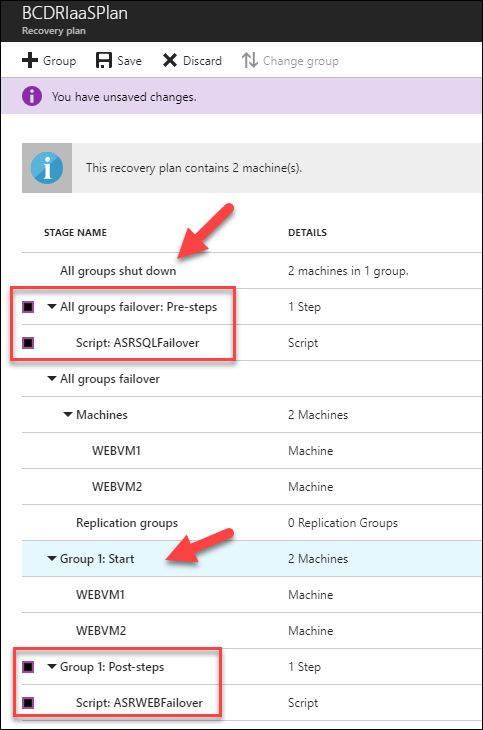 BCDRIaaSPlan
Recovery plan
Group Save Discard Change group
You have unsaved changes.
This recovery plan contains 2 machine(s).
STAGE NAME DETAILS
All groups shut down 2 machines in 1 group.
All groups failover: Pre-steps 1 Step
Script: ASRSQLFailover Script
All groups failover
Machines 2 Machines
WEBVM1 Machine
WEBVM2 Machine
Replication groups 0 Replication Groups
Group 1: Start 2 Machines
WEBVM1 Machine
WEBVM2 Machine
Group 1: Post-steps 1 Step
Script: ASRWEBFailover Script